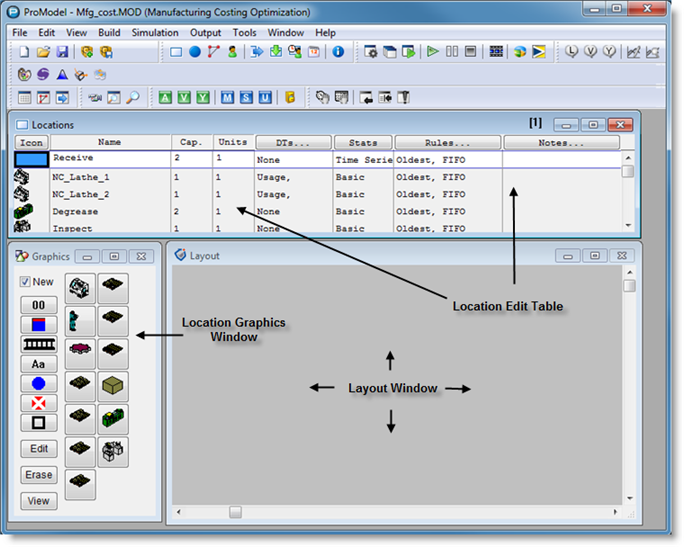 ProModel - Mfg_cost.MOD (Manufacturing Costing Optimization)
File Edit View Build Simulation Output Tools Window Help
Locations [1]
Icon Name Cap. Units DTs... Stats Rules... Notes...
Receive 2 1 None Time Serie Oldest, FIFO
NC_Lathe_1 1 1 Usage, Basic Oldest, FIFO
NC_Lathe_2 1 1 Usage, Basic Oldest, FIFO
Degrease 2 1 None Basic Oldest, FIFO
Inspect 1 1 None Basic Oldest, FIFO
Location Edit Table
Graphics
New
00
Aa
Edit
Erase
View
Location Graphics
Window
Layout
Layout Window